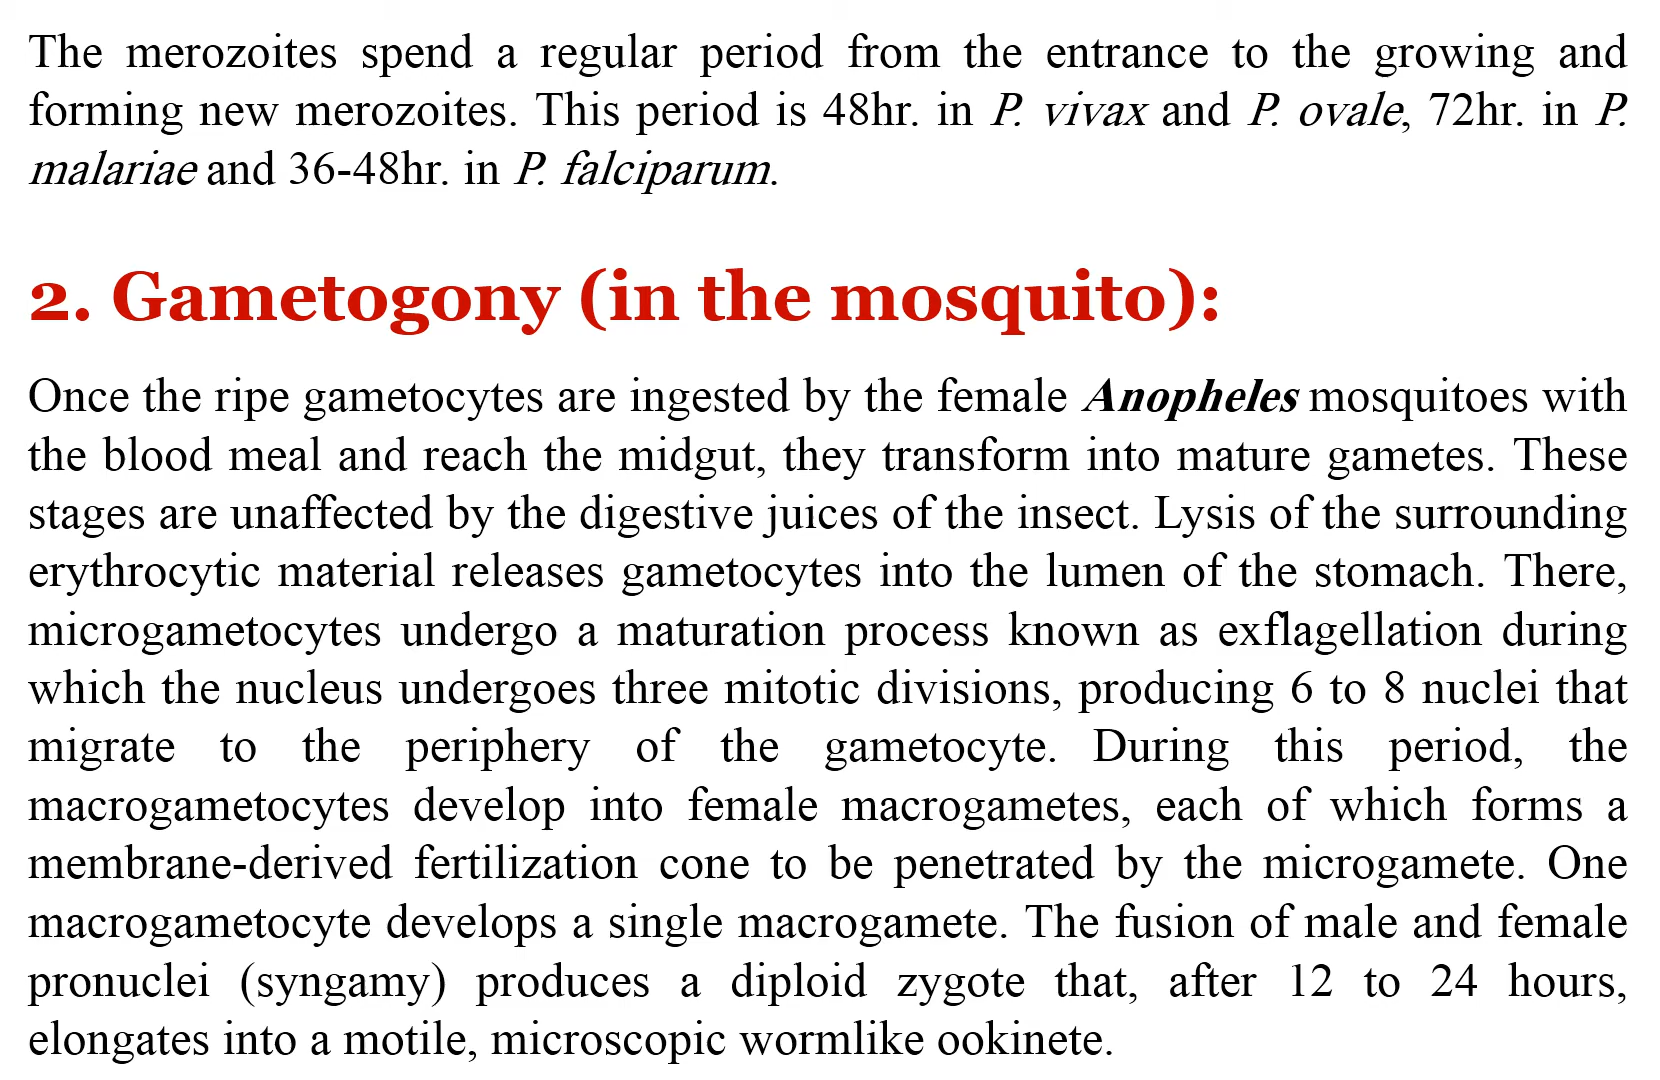 The merozoites spend a regular period from the entrance to the growing and
forming new merozoites. This period is 48hr. in P. vivax and P. ovale, 72hr. in P.
malariae and 36-48hr. in P. falciparum.
2. Gametogony (in the mosquito):
Once the ripe gametocytes are ingested by the female Anopheles mosquitoes with
the blood meal and reach the midgut, they transform into mature gametes. These
stages are unaffected by the digestive juices of the insect. Lysis of the surrounding
erythrocytic material releases gametocytes into the lumen of the stomach. There,
microgametocytes undergo a maturation process known as exflagellation during
which the nucleus undergoes three mitotic divisions, producing 6 to 8 nuclei that
migrate to the periphery of the gametocyte. During this period, the
macrogametocytes develop into female macrogametes, each of which forms a
membrane-derived fertilization cone to be penetrated by the microgamete. One
macrogametocyte develops a single macrogamete. The fusion of male and female
pronuclei (syngamy) produces a diploid zygote that, after 12 to 24 hours,
elongates into a motile, microscopic wormlike ookinete.